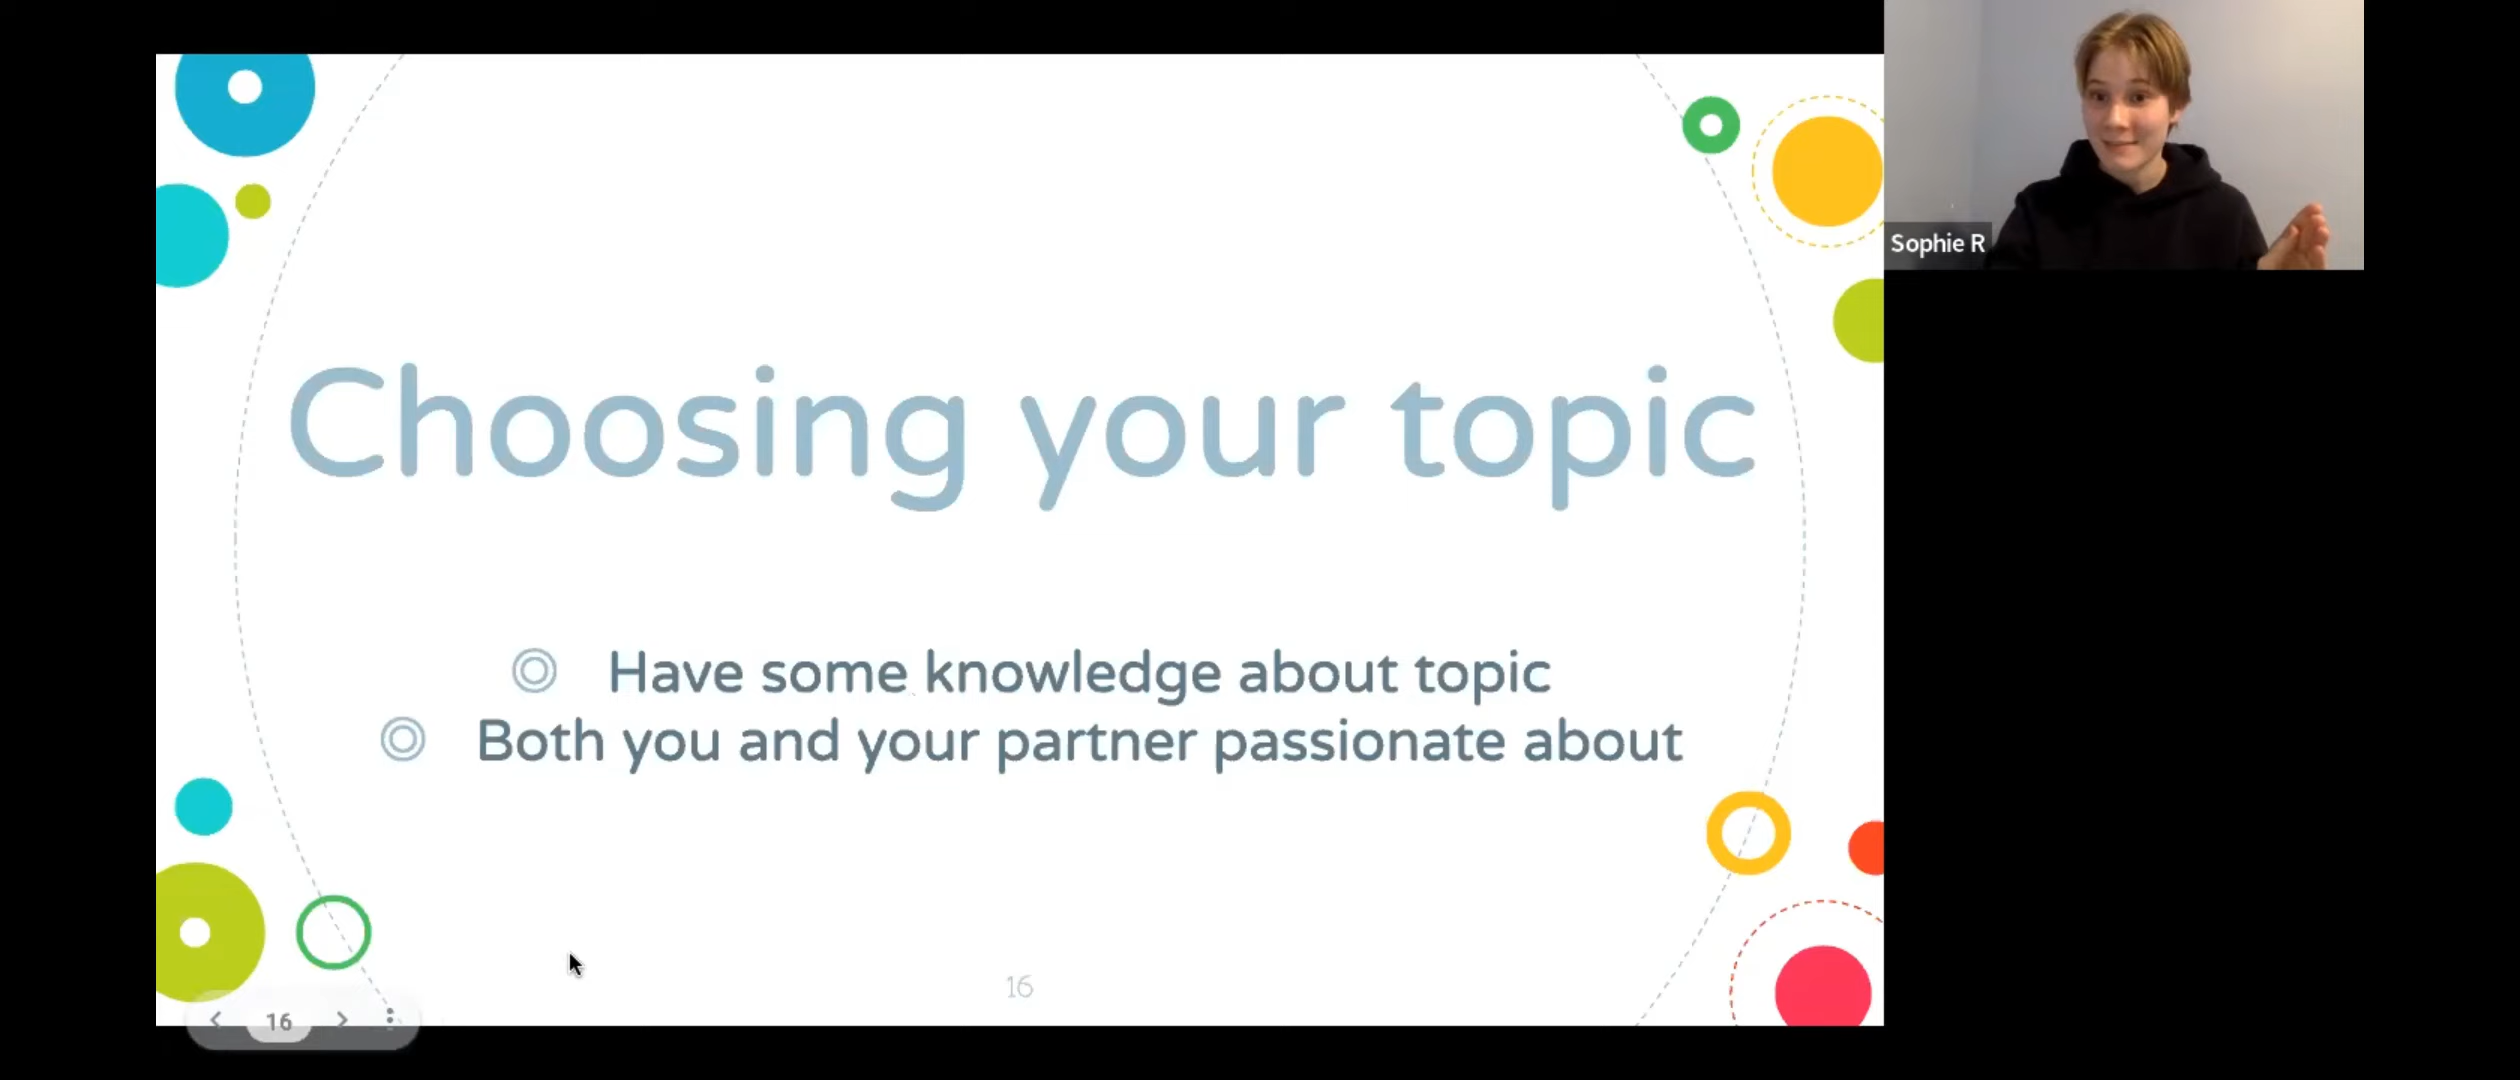 Choosing your topic
Have some knowledge about topic
Both you and your partner passionate about
16
16
Sophie R